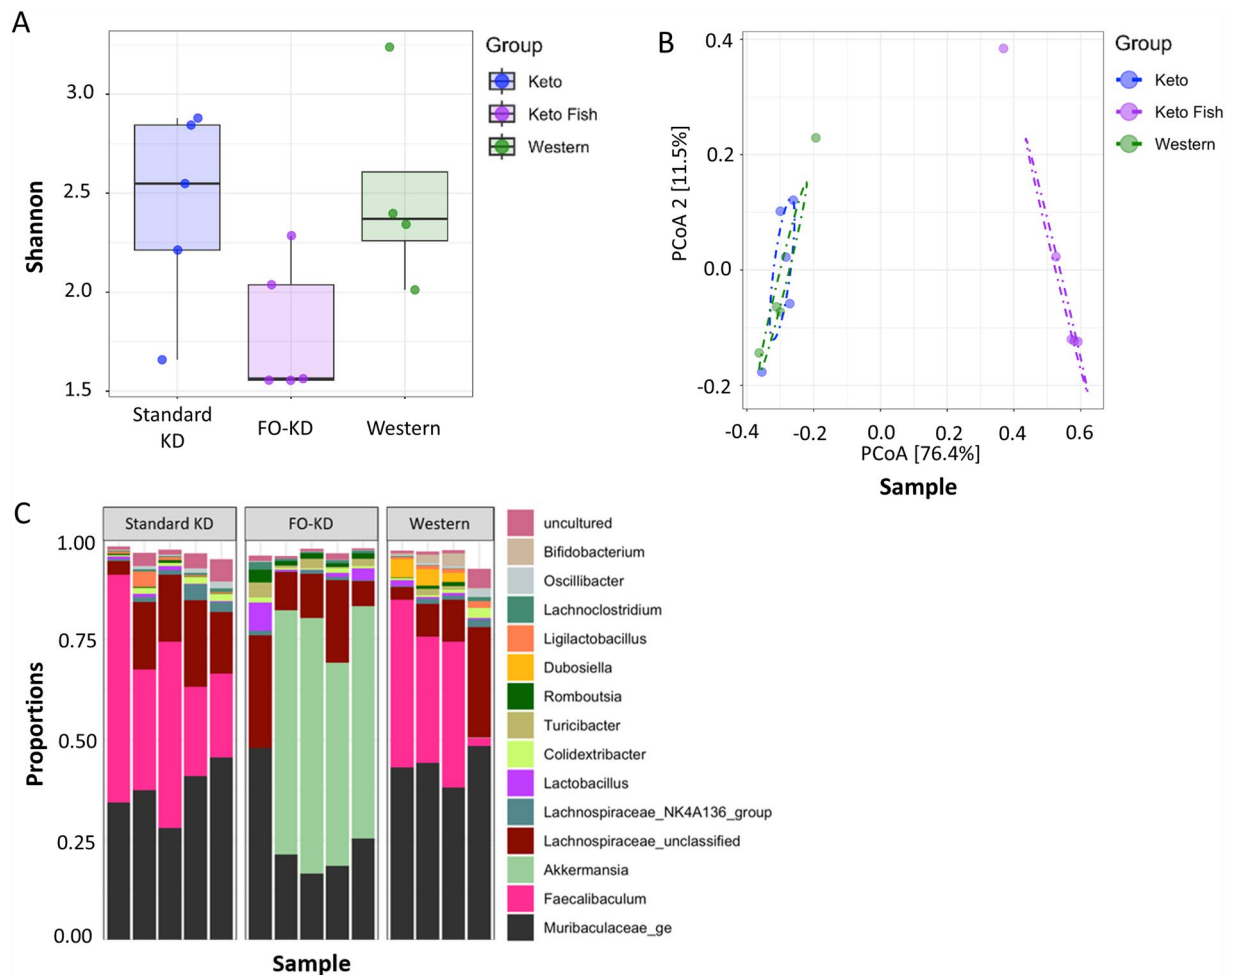 A
Shannon
3.0
2.5
2.0
1.5
Standard
KD
FO-KD
Western
Group
Keto
Keto Fish
Western
B
PCoA 2 [11.5%]
0.4
0.2
0.0
-0.2
-0.4
-0.2
0.0
0.2
0.4
0.6
PCoA [76.4%]
Sample
Group
Keto
Keto Fish
Western
C
Standard KD
FO-KD
Western
Proportions
1.00
0.75
0.50
0.25
0.00
Sample
uncultured
Bifidobacterium
Oscillibacter
Lachnoclostridium
Ligilactobacillus
Dubosiella
Romboutsia
Turicibacter
Colidextribacter
Lactobacillus
Lachnospiraceae_NK4A136_group
Lachnospiraceae_unclassified
Akkermansia
Faecalibaculum
Muribaculaceae_ge